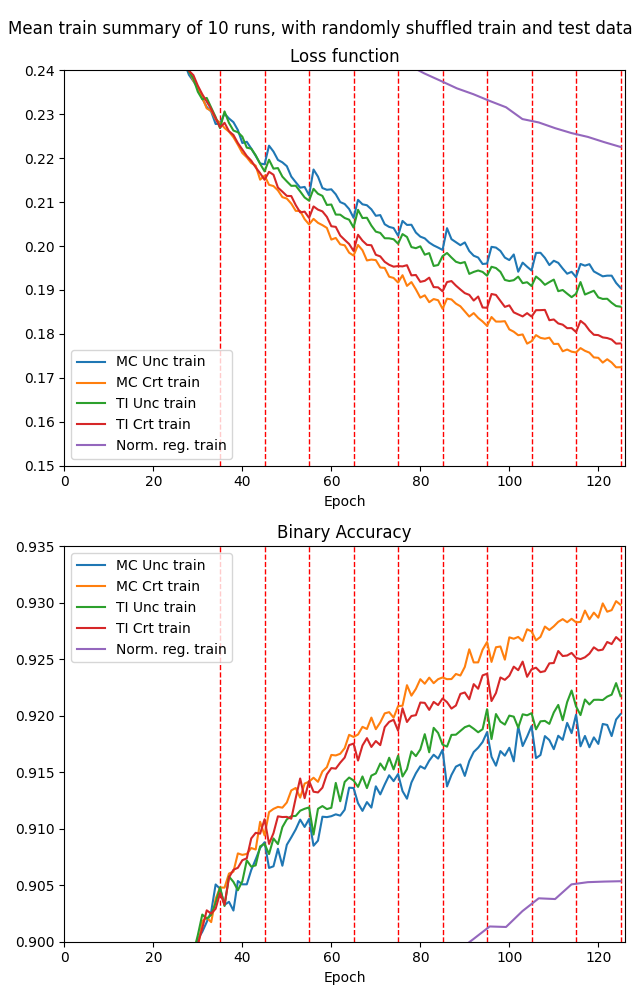 Mean train summary of 10 runs, with randomly shuffled train and test data
Loss function
0.24
0.23
0.22
0.21
0.20
0.19
0.18
0.17
0.16
0.15
MC Unc train
MC Crt train
TI Unc train
TI Crt train
Norm. reg. train
0 20 40 60 80 100 120
Epoch
Binary Accuracy
0.935
0.930
0.925
0.920
0.915
0.910
0.905
0.900
MC Unc train
MC Crt train
TI Unc train
TI Crt train
Norm. reg. train
0 20 40 60 80 100 120
Epoch